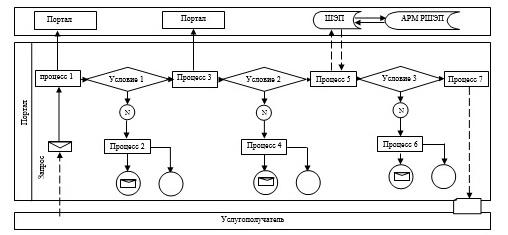 Портал
Портал
ШЭП
АРМ РШЭП
Портал
процесс 1
Условие 1
Процесс 3
Условие 2
Процесс 5
Условие 3
Процесс 7
N
N
N
Процесс 2
Процесс 4
Процесс 6
Запрос
Услугополучатель